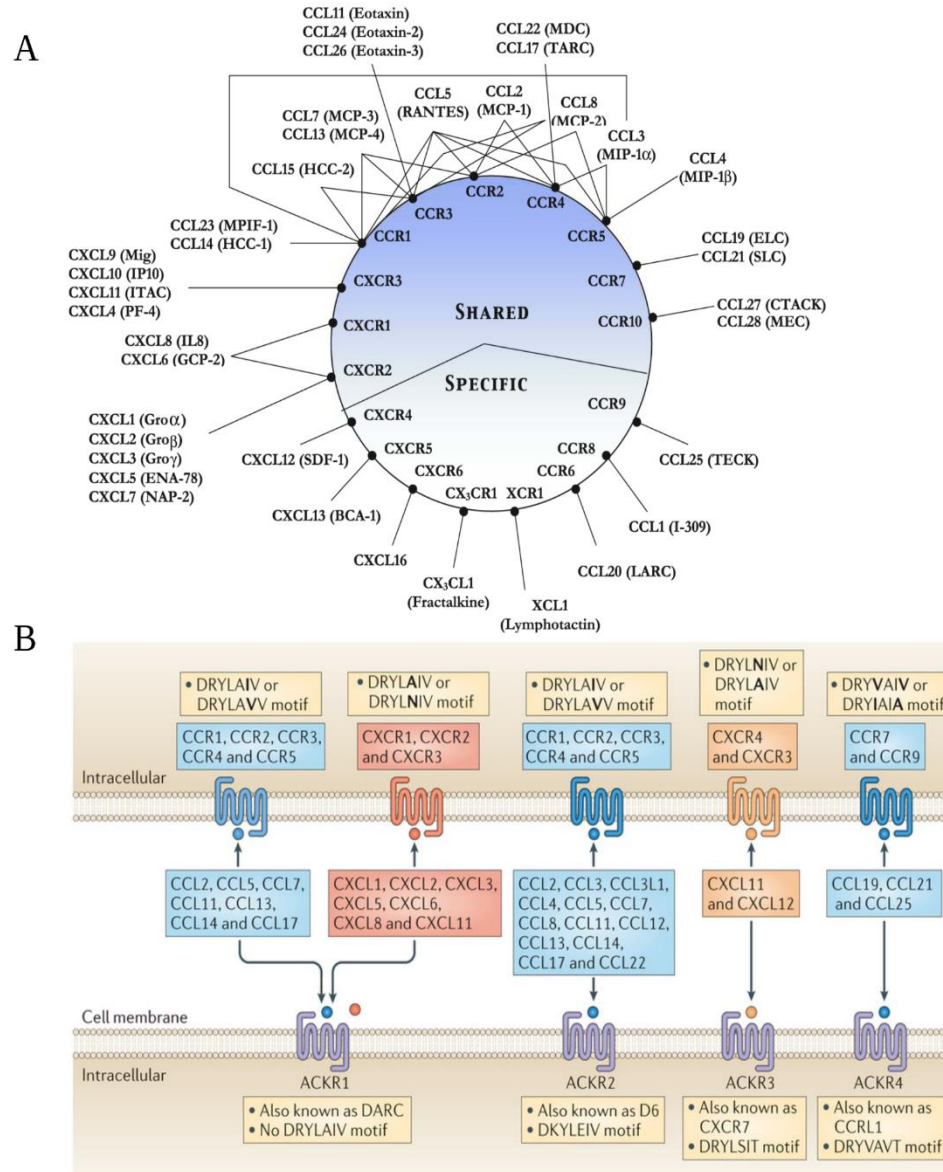 A
CCL11 (Eotaxin)
CCL24 (Eotaxin-2)
CCL26 (Eotaxin-3)
CCL22 (MDC)
CCL17 (TARC)
CCL5
(RANTES)
CCL2
(MCP-1)
CCL8
(MCP-2)
CCL7 (MCP-3)
CCL13 (MCP-4)
CCL3
(MIP-1α)
CCL15 (HCC-2)
CCL4
(MIP-1β)
CCL23 (MPIF-1)
CCL14 (HCC-1)
CCR1
CCR3
CCR2
CCR4
CCR5
CCL19 (ELC)
CCL21 (SLC)
CXCL9 (Mig)
CXCL10 (IP10)
CXCL11 (ITAC)
CXCL4 (PF-4)
CXCR3
CCR7
CCL27 (CTACK)
CCL28 (MEC)
CXCL8 (IL8)
CXCL6 (GCP-2)
CXCR1
SHARED
CCR10
CXCR2
SPECIFIC
CXCL1 (Groα)
CXCL2 (Groβ)
CXCL3 (Groγ)
CXCL5 (ENA-78)
CXCL7 (NAP-2)
CXCR4
CCR9
CXCL12 (SDF-1)
CXCR5
CCR8
CCL25 (TECK)
CXCR6
CCR6
CX₃CR1
XCR1
CXCL13 (BCA-1)
CCL1 (I-309)
CXCL16
CCL20 (LARC)
CX₃CL1
(Fractalkine)
XCL1
(Lymphotactin)
B
• DRYLAIV or
DRYLAVV motif
• DRYLAIV or
DRYLNIV motif
• DRYLAIV or
DRYLAVV motif
• DRYLNIV or
DRYLAIV
motif
• DRYVAIV or
DRYIAIA motif
CCR1, CCR2, CCR3,
CCR4 and CCR5
CXCR1, CXCR2
and CXCR3
CCR1, CCR2, CCR3,
CCR4 and CCR5
CXCR4
and CXCR3
CCR7
and CCR9
Intracellular
CCL2, CCL5, CCL7,
CCL11, CCL13,
CCL14 and CCL17
CXCL1, CXCL2, CXCL3,
CXCL5, CXCL6,
CXCL8 and CXCL11
CCL2, CCL3, CCL3L1,
CCL4, CCL5, CCL7,
CCL8, CCL11, CCL12,
CCL13, CCL14,
CCL17 and CCL22
CXCL11
and CXCL12
CCL19, CCL21
and CCL25
Cell membrane
Intracellular
ACKR1
ACKR2
ACKR3
ACKR4
• Also known as DARC
• No DRYLAIV motif
• Also known as D6
• DKYLEIV motif
• Also known as
CXCR7
• DRYLSIT motif
• Also known as
CCRL1
• DRYVAVT motif